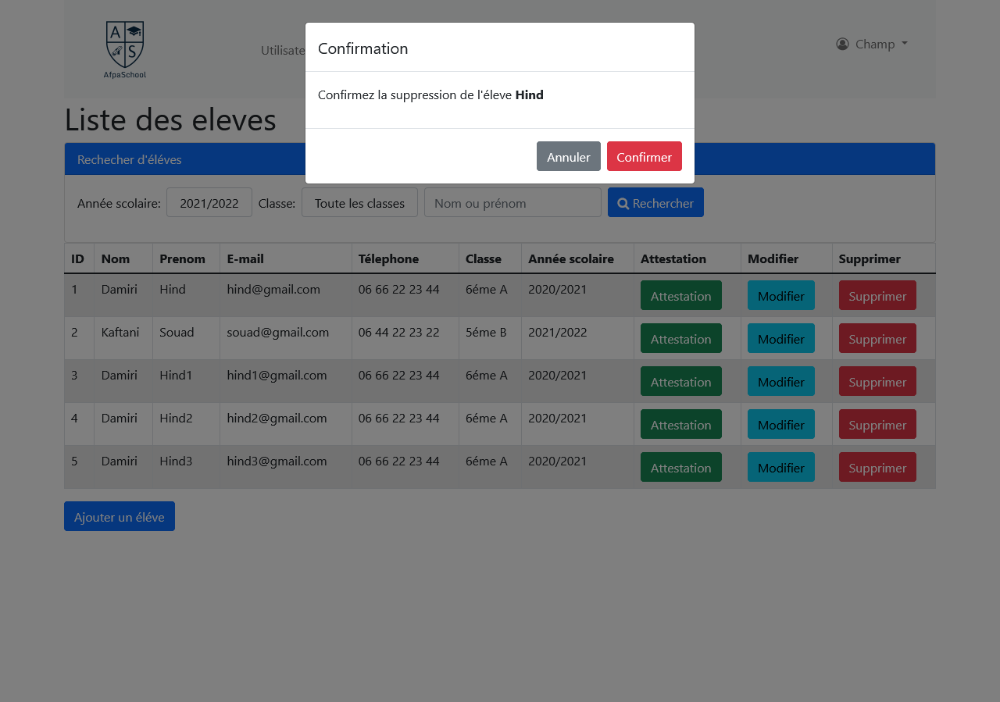 A S
AfpaSchool
Utilisate
Champ
Confirmation
Confirmez la suppression de l'éleve Hind
Annuler Confirmer
Liste des eleves
Rechecher d'éléves
Année scolaire: 2021/2022 Classe: Toute les classes Nom ou prénom Rechercher
ID Nom Prenom E-mail Télephone Classe Année scolaire Attestation Modifier Supprimer
1 Damiri Hind hind@gmail.com 06 66 22 23 44 6éme A 2020/2021 Attestation Modifier Supprimer
2 Kaftani Souad souad@gmail.com 06 44 22 23 22 5éme B 2021/2022 Attestation Modifier Supprimer
3 Damiri Hind1 hind1@gmail.com 06 66 22 23 44 6éme A 2020/2021 Attestation Modifier Supprimer
4 Damiri Hind2 hind2@gmail.com 06 66 22 23 44 6éme A 2020/2021 Attestation Modifier Supprimer
5 Damiri Hind3 hind3@gmail.com 06 66 22 23 44 6éme A 2020/2021 Attestation Modifier Supprimer
Ajouter un éléve